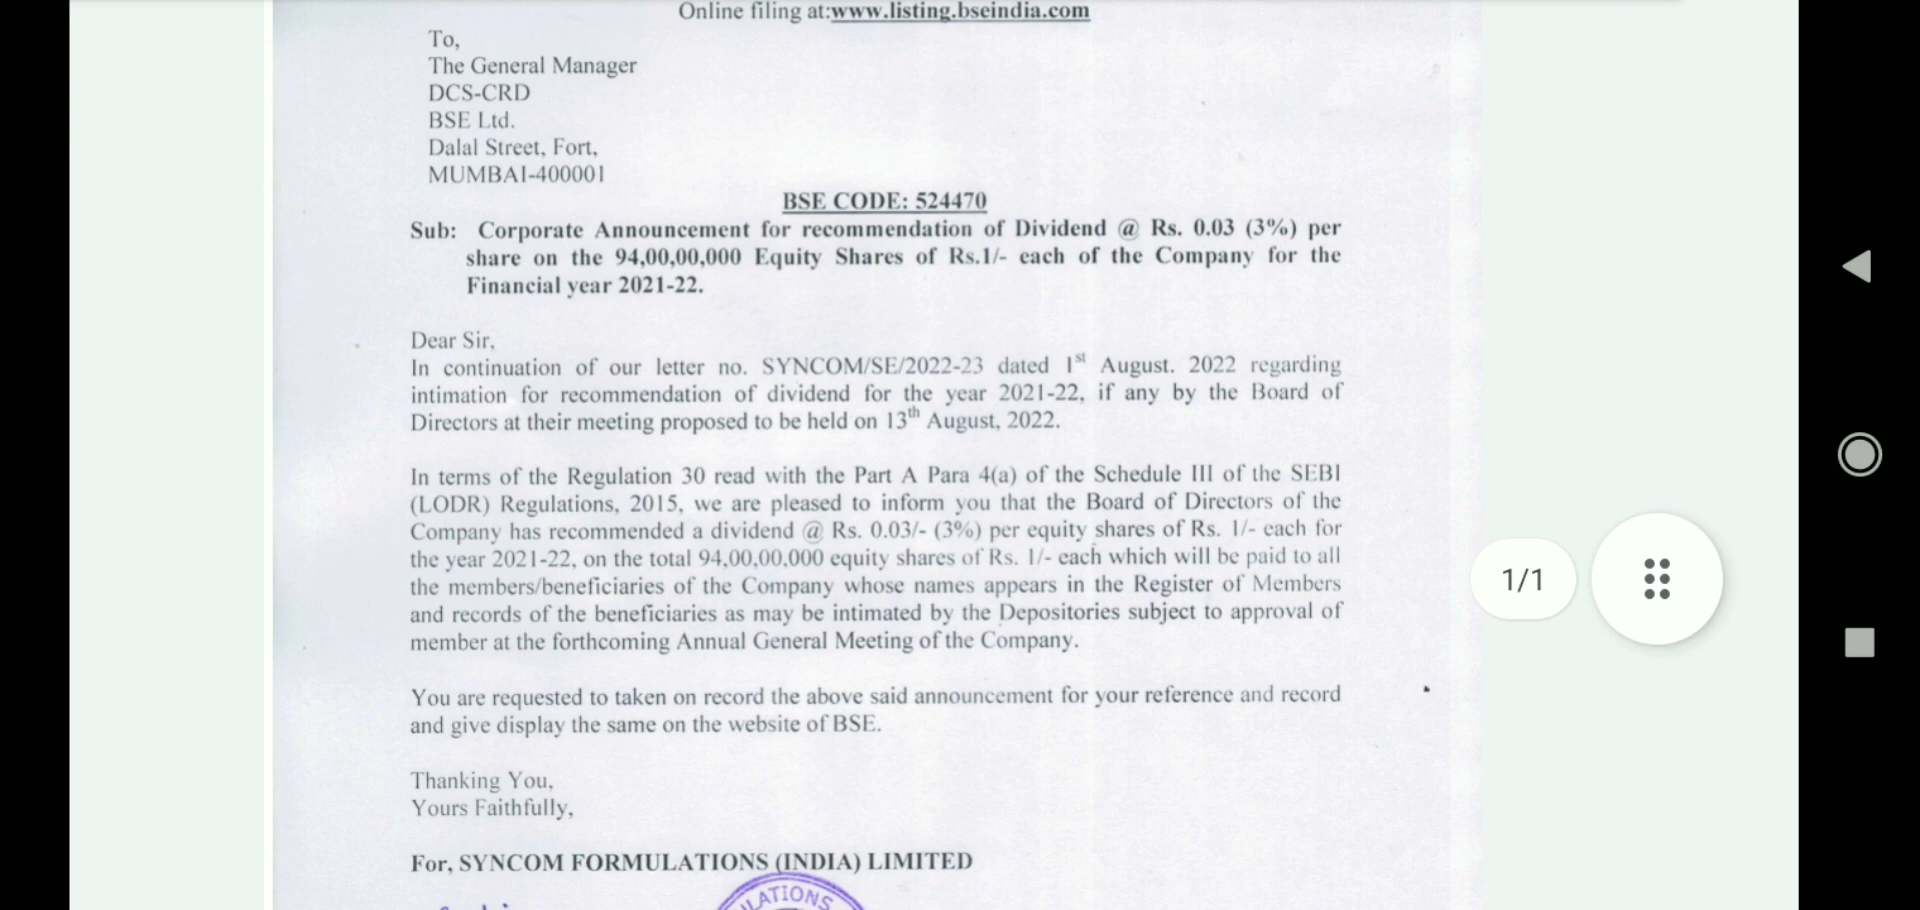 Online filing at:www.listing.bseindia.com
To,
The General Manager
DCS-CRD
BSE Ltd.
Dalal Street, Fort,
MUMBAI-400001
BSE CODE: 524470
Sub: Corporate Announcement for recommendation of Dividend @ Rs. 0.03 (3%) per
share on the 94,00,00,000 Equity Shares of Rs.1/- each of the Company for the
Financial year 2021-22.
Dear Sir,
In continuation of our letter no. SYNCOM/SE/2022-23 dated 1st August. 2022 regarding
intimation for recommendation of dividend for the year 2021-22, if any by the Board of
Directors at their meeting proposed to be held on 13th August, 2022.
In terms of the Regulation 30 read with the Part A Para 4(a) of the Schedule III of the SEBI
(LODR) Regulations, 2015, we are pleased to inform you that the Board of Directors of the
Company has recommended a dividend @ Rs. 0.03/- (3%) per equity shares of Rs. 1/- each for
the year 2021-22, on the total 94,00,00,000 equity shares of Rs. 1/- each which will be paid to all
the members/beneficiaries of the Company whose names appears in the Register of Members
and records of the beneficiaries as may be intimated by the Depositories subject to approval of
member at the forthcoming Annual General Meeting of the Company.
You are requested to taken on record the above said announcement for your reference and record
and give display the same on the website of BSE.
Thanking You,
Yours Faithfully,
For, SYNCOM FORMULATIONS (INDIA) LIMITED
ULATIONS
1/1